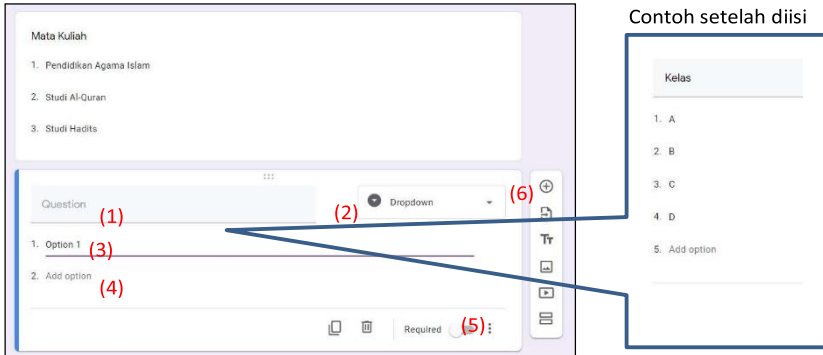 Contoh setelah diisi
Mata Kuliah
1. Pendidikan Agama Islam
2. Studi Al-Quran
3. Studi Hadits
Question
(1)
(2)
Dropdown
(6)
1. Option 1
(3)
2. Add option
(4)
Required
(5)
Tт
Kelas
1. A
2. B
3. C
4. D
5. Add option